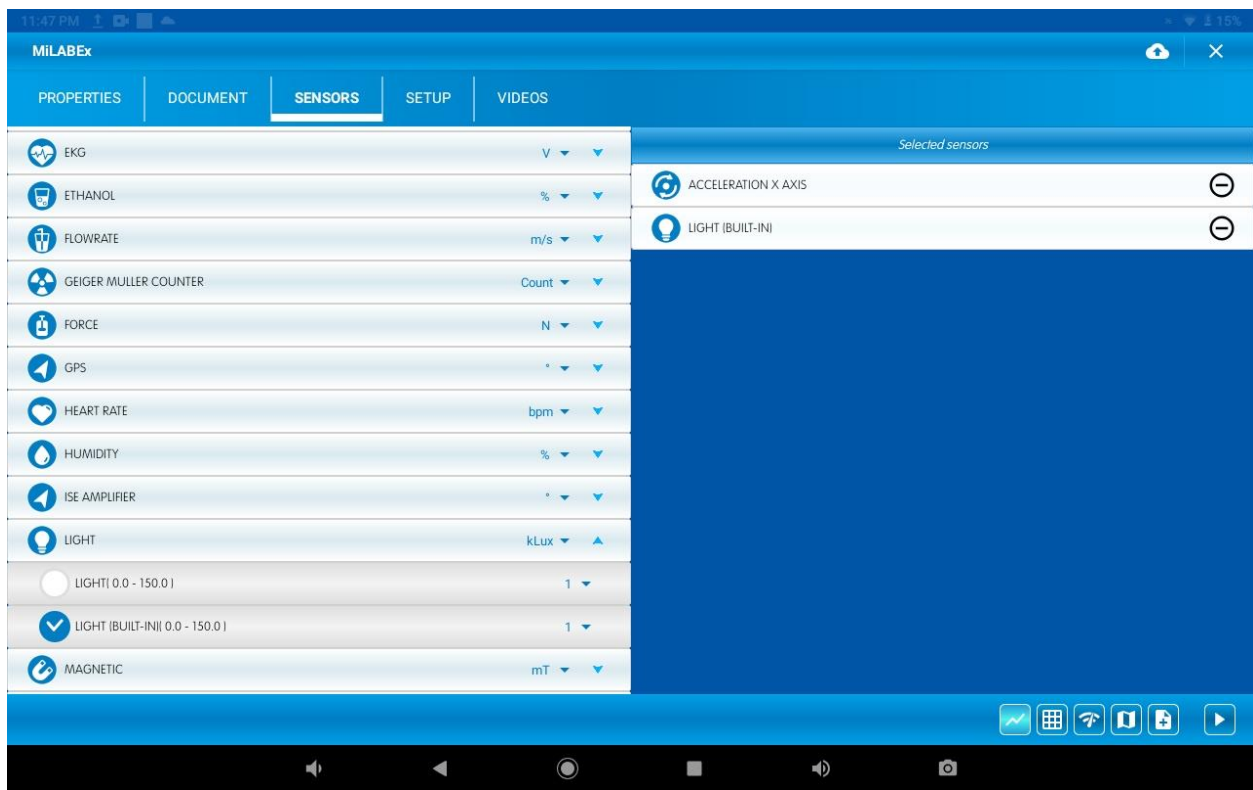 11:47 PM 15%
MiLABEx
PROPERTIES DOCUMENT SENSORS SETUP VIDEOS
Selected sensors
EKG V
ETHANOL %
FLOWRATE m/s
GEIGER MULLER COUNTER Count
FORCE N
GPS °
HEART RATE bpm
HUMIDITY %
ISE AMPLIFIER °
LIGHT kLux
LIGHT( 0.0 - 150.0 ) 1
LIGHT (BUILT-IN)( 0.0 - 150.0 ) 1
MAGNETIC mT
ACCELERATION X AXIS
LIGHT (BUILT-IN)